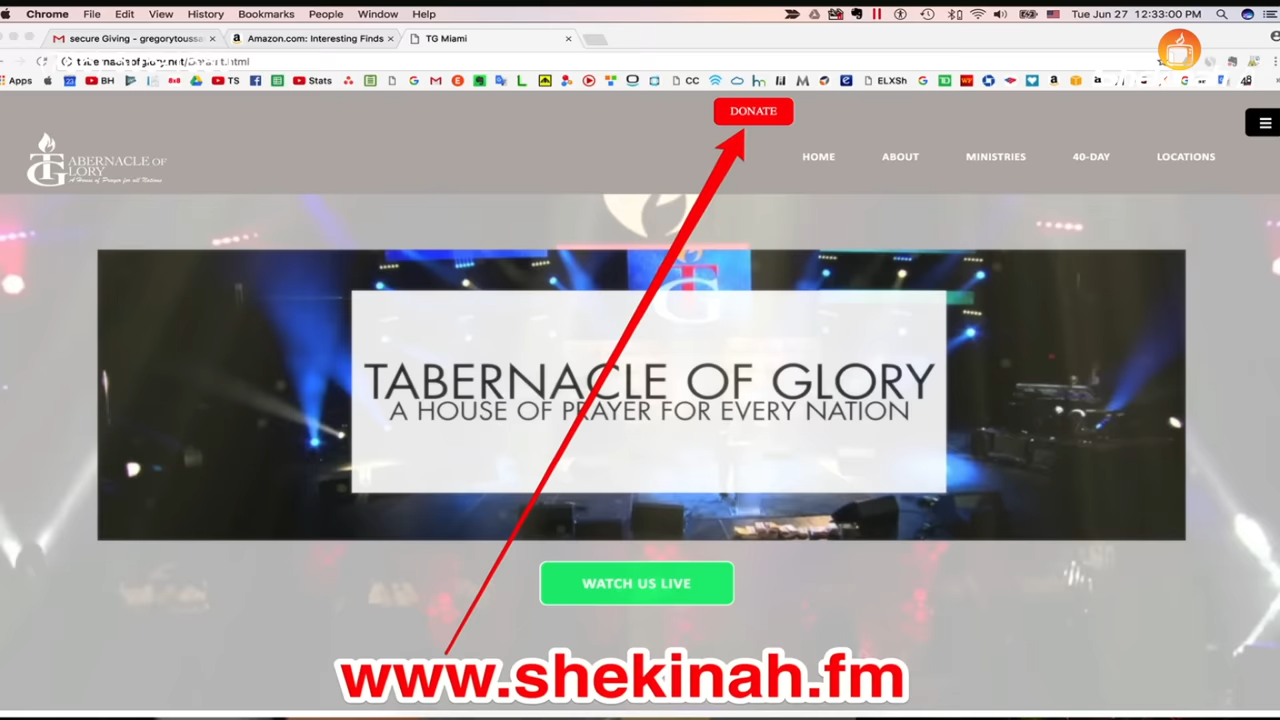 Chrome File Edit View History Bookmarks People Window Help Tue Jun 27 12:33:00 PM
secure Giving - gregorytoussa Amazon.com: Interesting Finds TG Miami
Apps 23 BH TS Stats CC ELXSh
DONATE
TABERNACLE OF
GLORY
A House of Prayer for all Nations
HOME ABOUT MINISTRIES 40-DAY LOCATIONS
TG
TABERNACLE OF GLORY
A HOUSE OF PRAYER FOR EVERY NATION
WATCH US LIVE
www.shekinah.fm